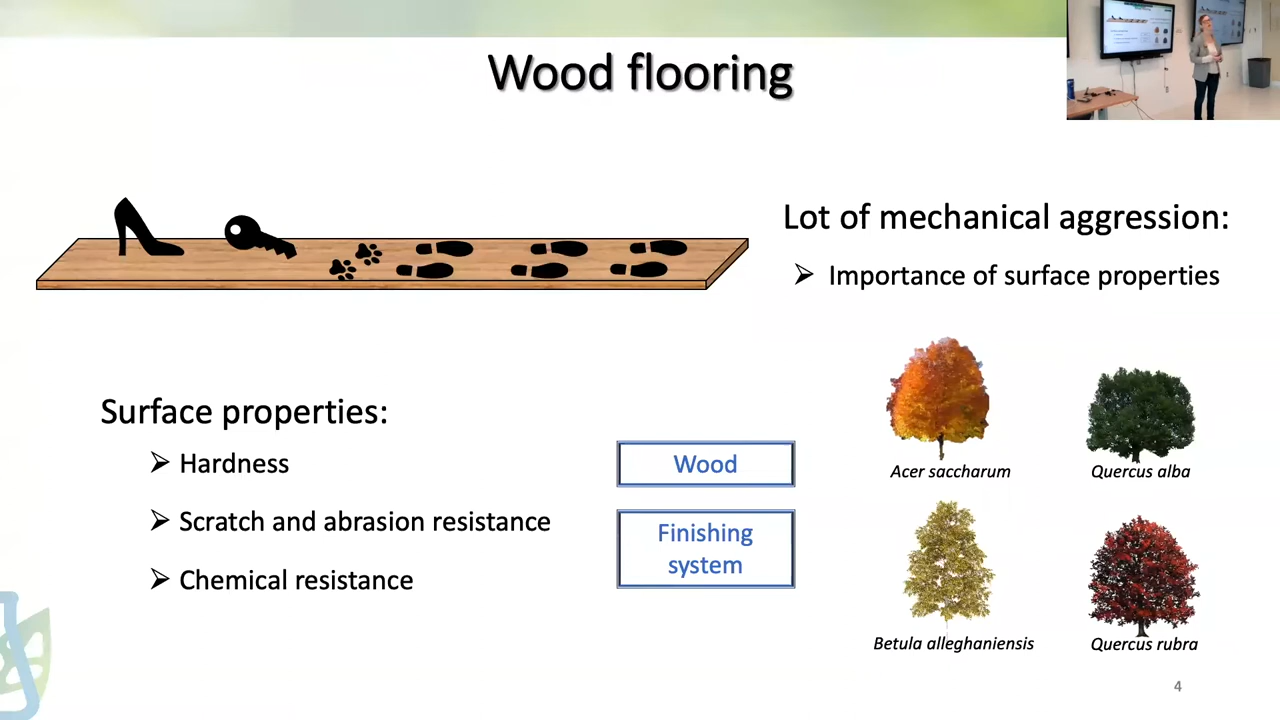 Wood flooring
Lot of mechanical aggression:
➢ Importance of surface properties
Surface properties:
➢ Hardness
➢ Scratch and abrasion resistance
➢ Chemical resistance
Wood
Finishing
system
Acer saccharum
Quercus alba
Betula alleghaniensis
Quercus rubra
4